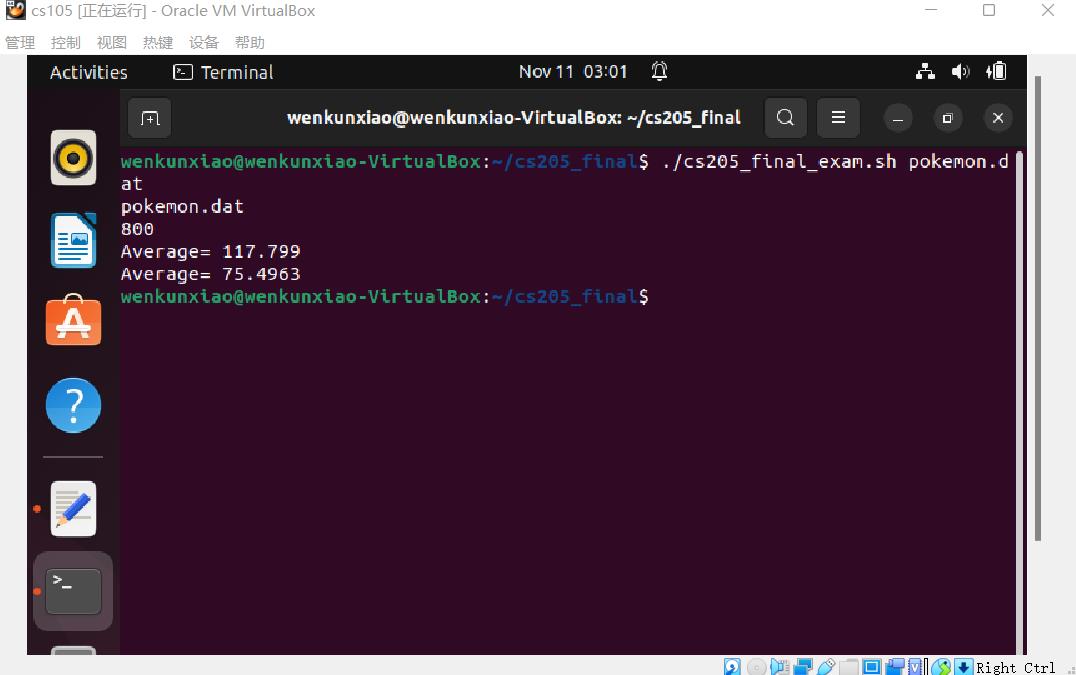 cs105 [正在运行] - Oracle VM VirtualBox
管理 控制 视图 热键 设备 帮助
Activities Terminal Nov 11 03:01
wenkunxiao@wenkunxiao-VirtualBox: ~/cs205_final
wenkunxiao@wenkunxiao-VirtualBox:~/cs205_final$ ./cs205_final_exam.sh pokemon.d
at
pokemon.dat
800
Average= 117.799
Average= 75.4963
wenkunxiao@wenkunxiao-VirtualBox:~/cs205_final$
Right Ctrl